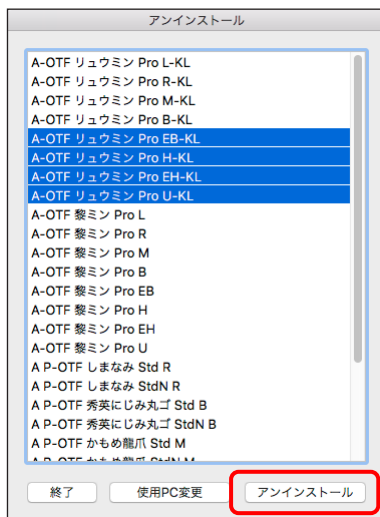 アンインストール
A-OTF リュウミン Pro L-KL
A-OTF リュウミン Pro R-KL
A-OTF リュウミン Pro M-KL
A-OTF リュウミン Pro B-KL
A-OTF リュウミン Pro EB-KL
A-OTF リュウミン Pro H-KL
A-OTF リュウミン Pro EH-KL
A-OTF リュウミン Pro U-KL
A-OTF 黎ミン Pro L
A-OTF 黎ミン Pro R
A-OTF 黎ミン Pro M
A-OTF 黎ミン Pro B
A-OTF 黎ミン Pro EB
A-OTF 黎ミン Pro H
A-OTF 黎ミン Pro EH
A-OTF 黎ミン Pro U
A P-OTF しまなみ Std R
A P-OTF しまなみ StdN R
A P-OTF 秀英にじみ丸ゴ Std B
A P-OTF 秀英にじみ丸ゴ StdN B
A P-OTF かもめ龍爪 Std M
A P-OTF かもめ龍爪 StdN M
終了 使用PC変更 アンインストール